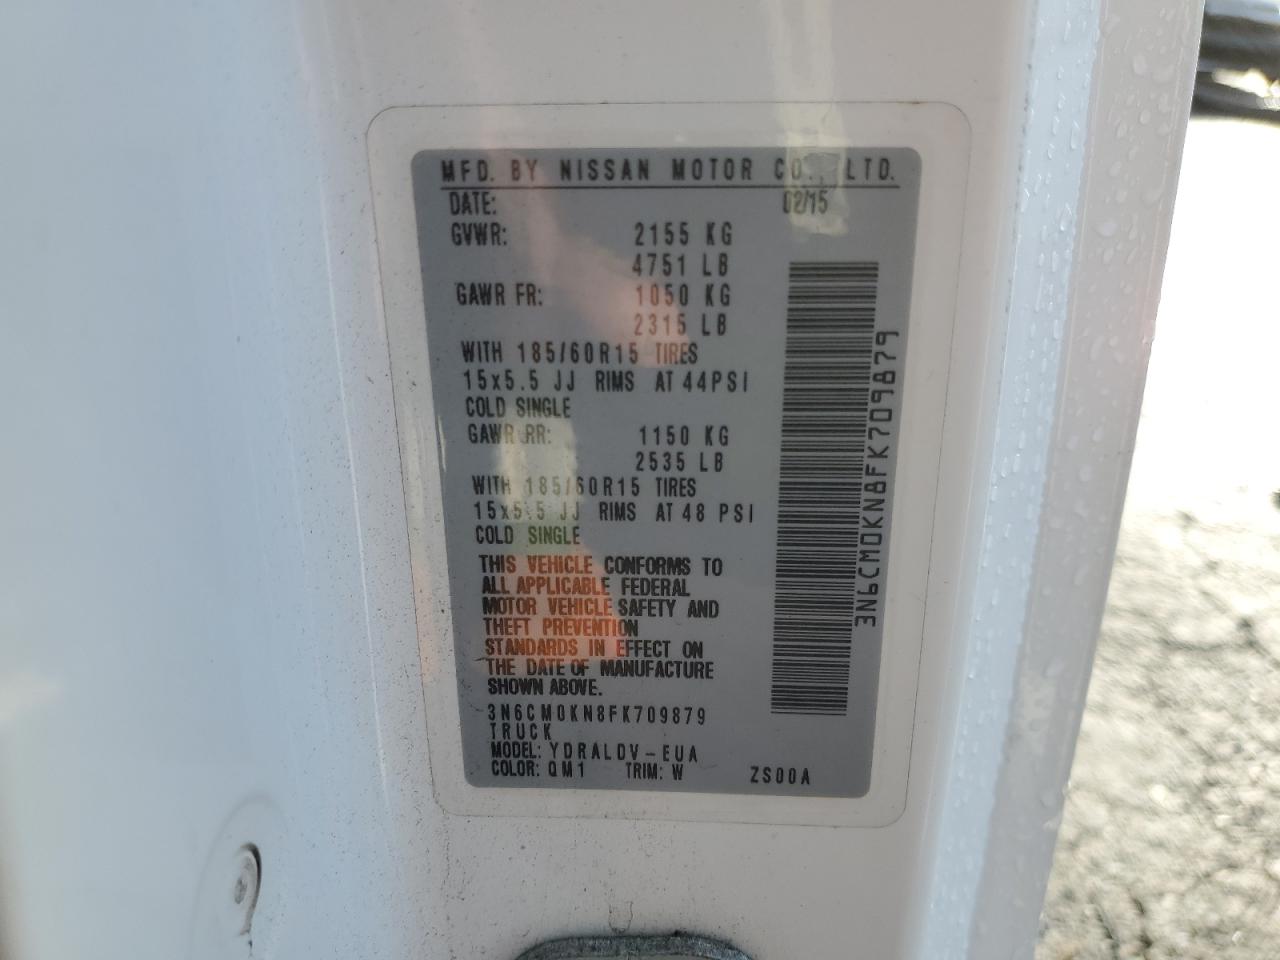 MFD. BY NISSAN MOTOR CO., LTD.
DATE: 02/15
GVWR: 2155 KG
4751 LB
GAWR FR: 1050 KG
2315 LB
WITH 185/60R15 TIRES
15x5.5 JJ RIMS AT 44PSI
COLD SINGLE
GAWR RR: 1150 KG
2535 LB
WITH 185/60R15 TIRES
15x5.5 JJ RIMS AT 48 PSI
COLD SINGLE
THIS VEHICLE CONFORMS TO
ALL APPLICABLE FEDERAL
MOTOR VEHICLE SAFETY AND
THEFT PREVENTION
STANDARDS IN EFFECT ON
THE DATE OF MANUFACTURE
SHOWN ABOVE.
3N6CM0KN8FK709879
TRUCK
MODEL: YDRALDV-EUA
COLOR: QM1 TRIM: W ZS00A
3N6CM0KN8FK709879